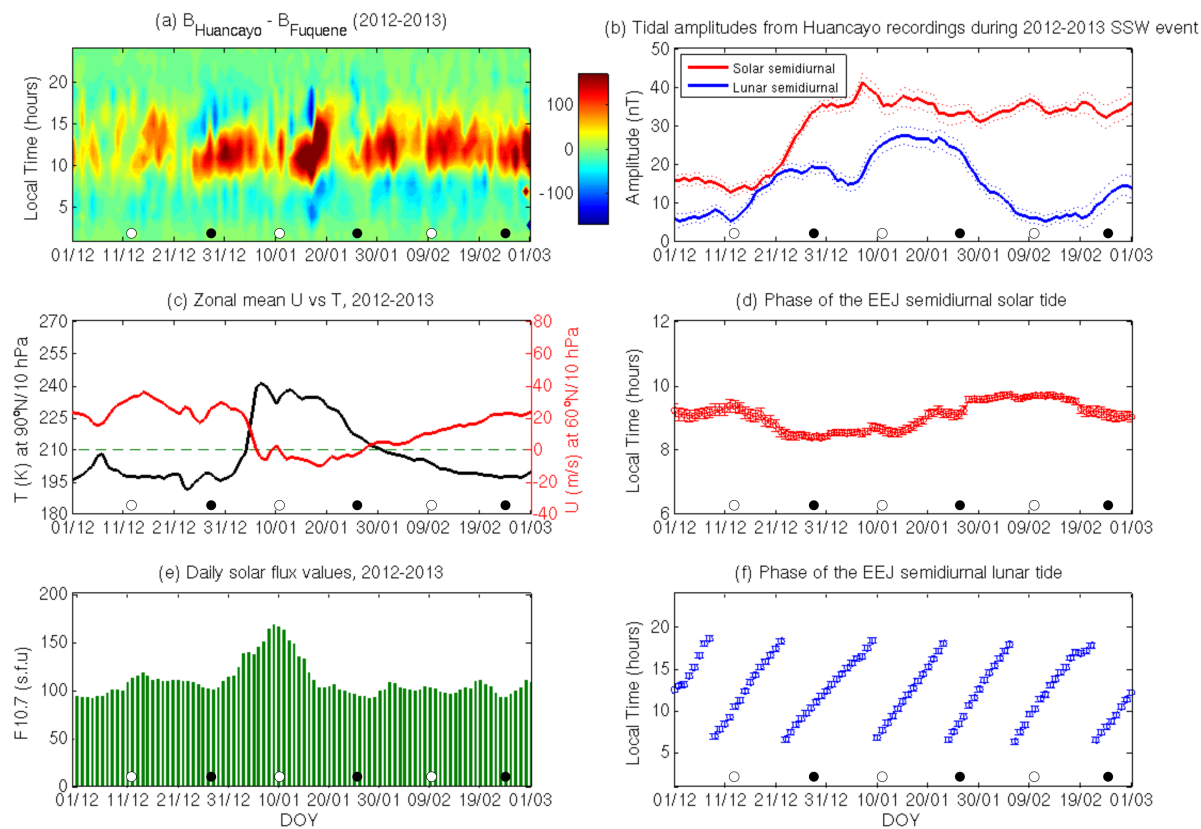 (a) B_Huancayo - B_Fuquene (2012-2013)
Local Time (hours)
20
15
10
5
01/12 11/12 21/12 31/12 10/01 20/01 30/01 09/02 19/02 01/03
100
0
-100
(b) Tidal amplitudes from Huancayo recordings during 2012-2013 SSW event
Solar semidiurnal
Lunar semidiurnal
Amplitude (nT)
50
40
30
20
10
0
01/12 11/12 21/12 31/12 10/01 20/01 30/01 09/02 19/02 01/03
(c) Zonal mean U vs T, 2012-2013
T (K) at 90°N/10 hPa
270
255
240
225
210
195
180
01/12 11/12 21/12 31/12 10/01 20/01 30/01 09/02 19/02 01/03
80
60
40
20
0
-20
-40
U (m/s) at 60°N/10 hPa
(d) Phase of the EEJ semidiurnal solar tide
Local Time (hours)
12
10
8
6
01/12 11/12 21/12 31/12 10/01 20/01 30/01 09/02 19/02 01/03
(e) Daily solar flux values, 2012-2013
F10.7 (s.f.u)
200
150
100
50
0
01/12 11/12 21/12 31/12 10/01 20/01 30/01 09/02 19/02 01/03
DOY
(f) Phase of the EEJ semidiurnal lunar tide
Local Time (hours)
20
15
10
5
01/12 11/12 21/12 31/12 10/01 20/01 30/01 09/02 19/02 01/03
DOY